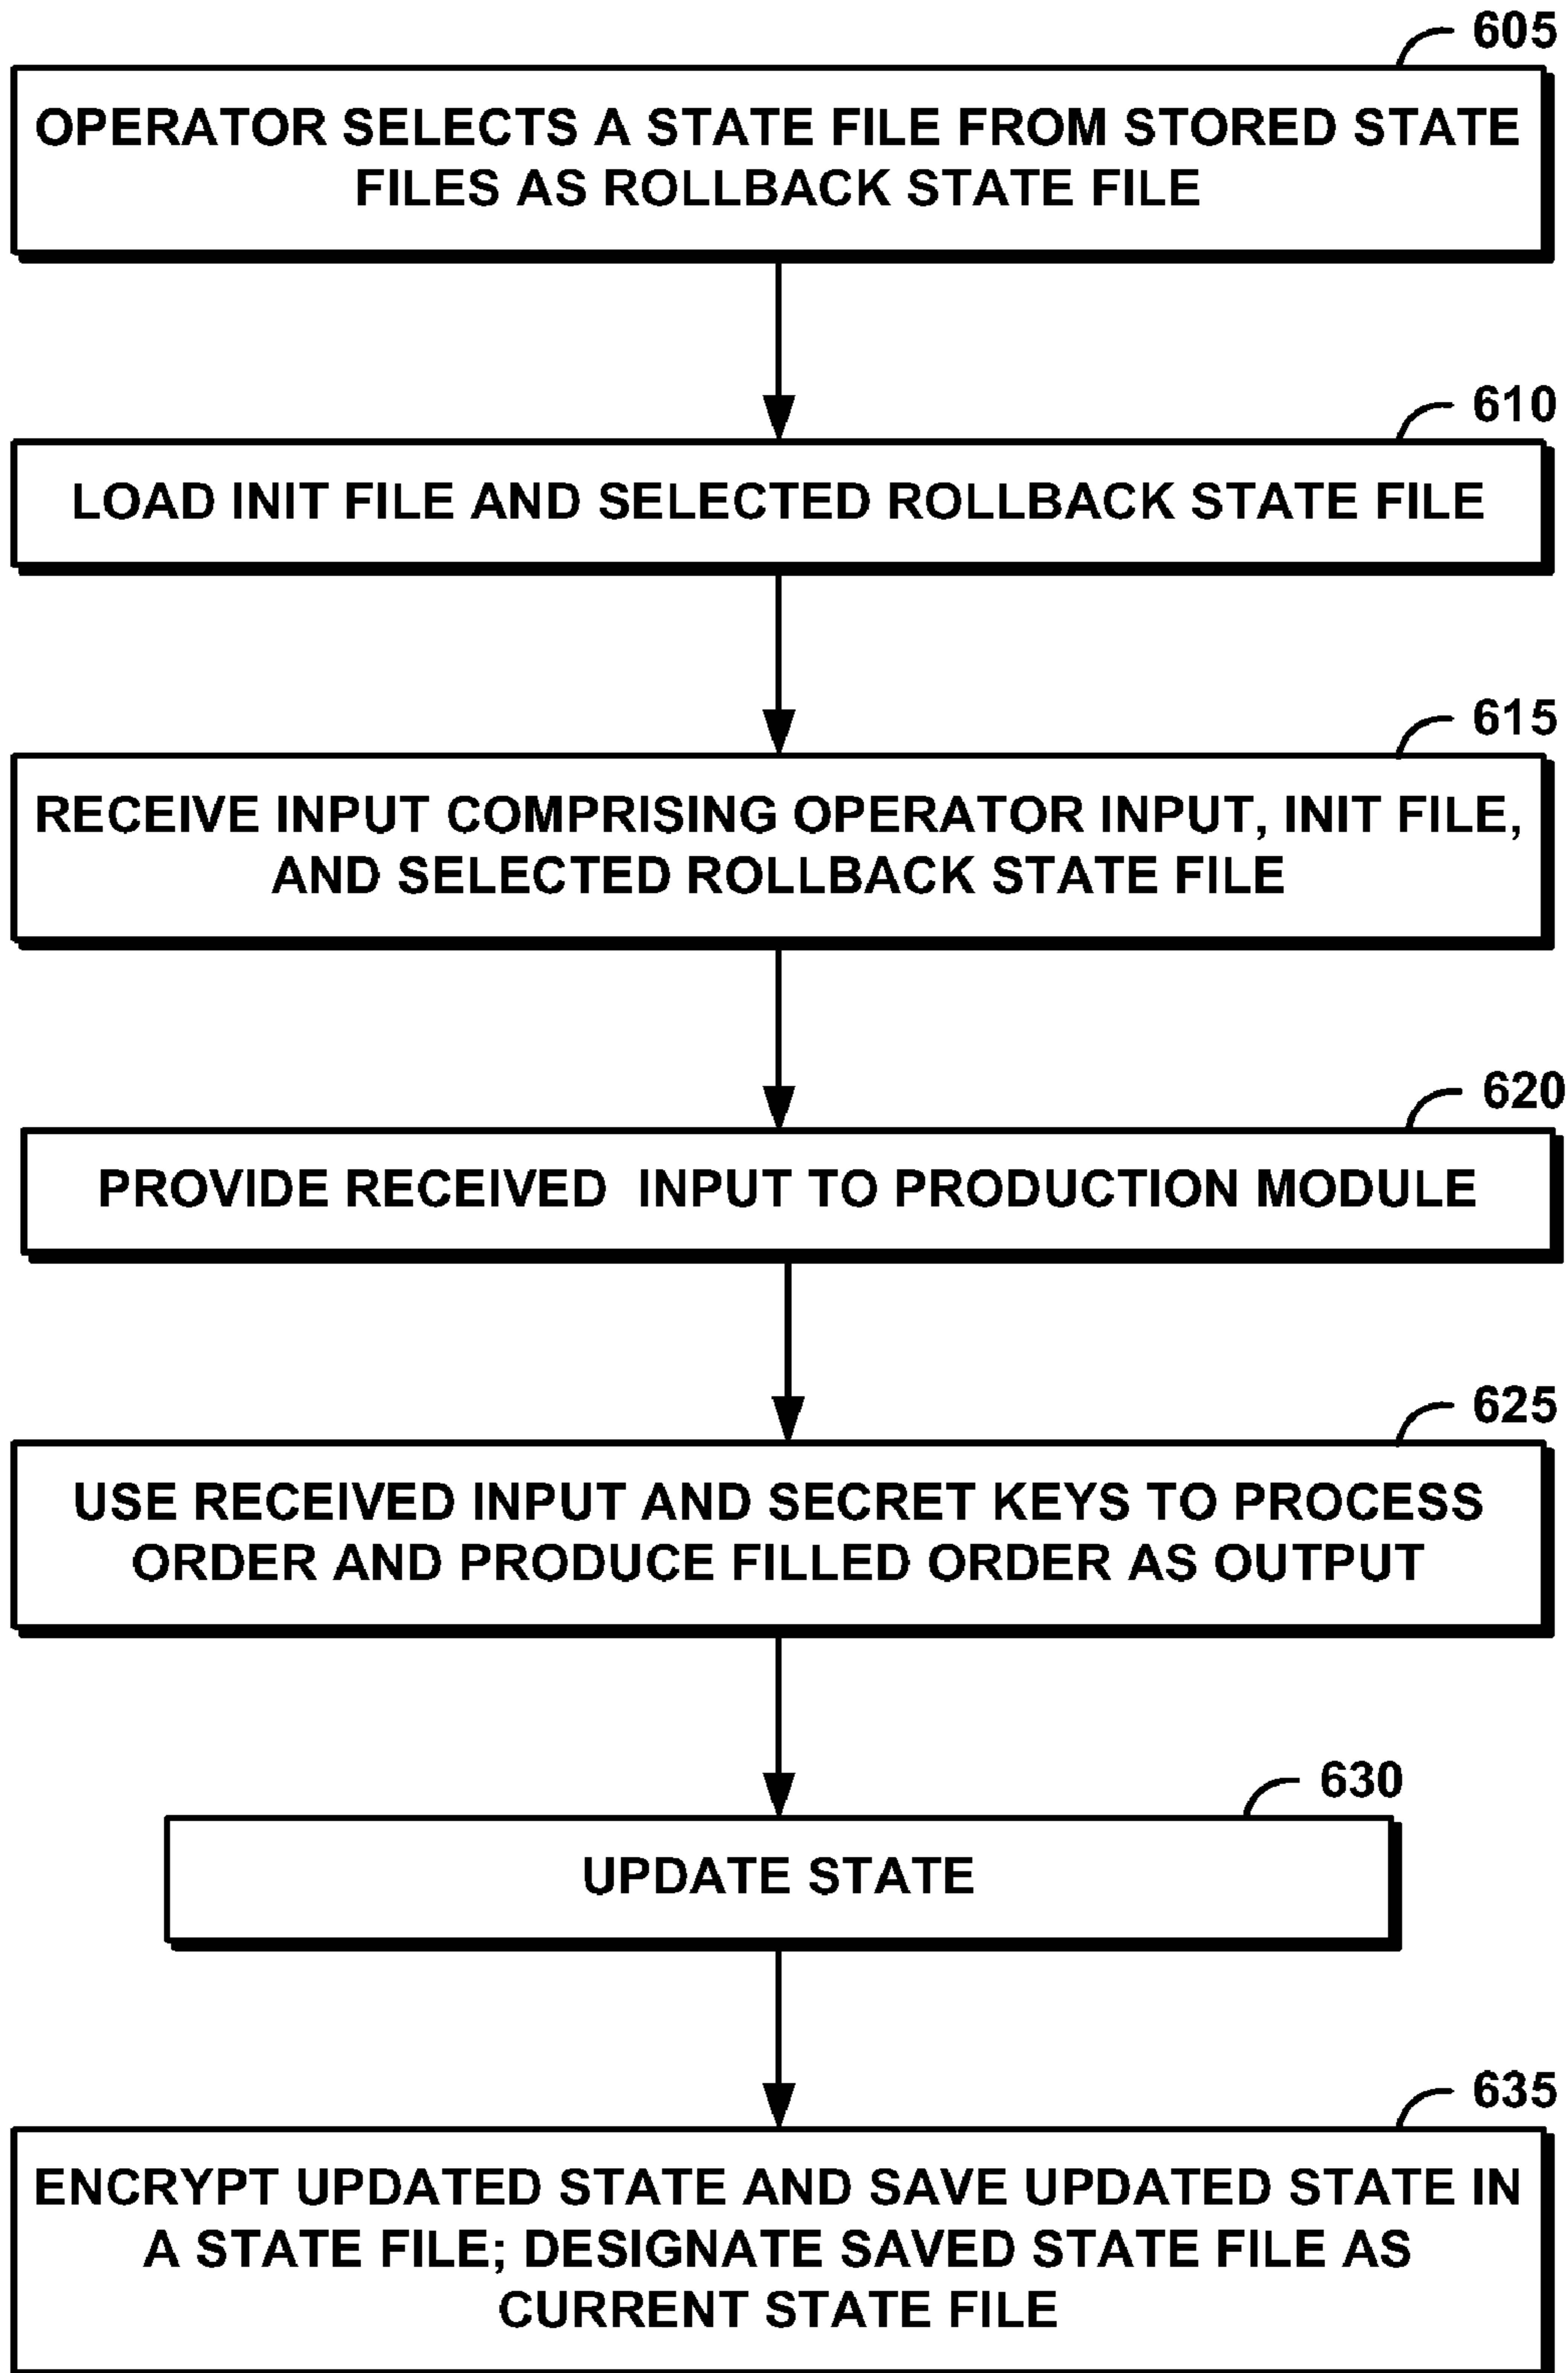 605
OPERATOR SELECTS A STATE FILE FROM STORED STATE
FILES AS ROLLBACK STATE FILE
610
LOAD INIT FILE AND SELECTED ROLLBACK STATE FILE
615
RECEIVE INPUT COMPRISING OPERATOR INPUT, INIT FILE,
AND SELECTED ROLLBACK STATE FILE
620
PROVIDE RECEIVED INPUT TO PRODUCTION MODULE
625
USE RECEIVED INPUT AND SECRET KEYS TO PROCESS
ORDER AND PRODUCE FILLED ORDER AS OUTPUT
630
UPDATE STATE
635
ENCRYPT UPDATED STATE AND SAVE UPDATED STATE IN
A STATE FILE; DESIGNATE SAVED STATE FILE AS
CURRENT STATE FILE